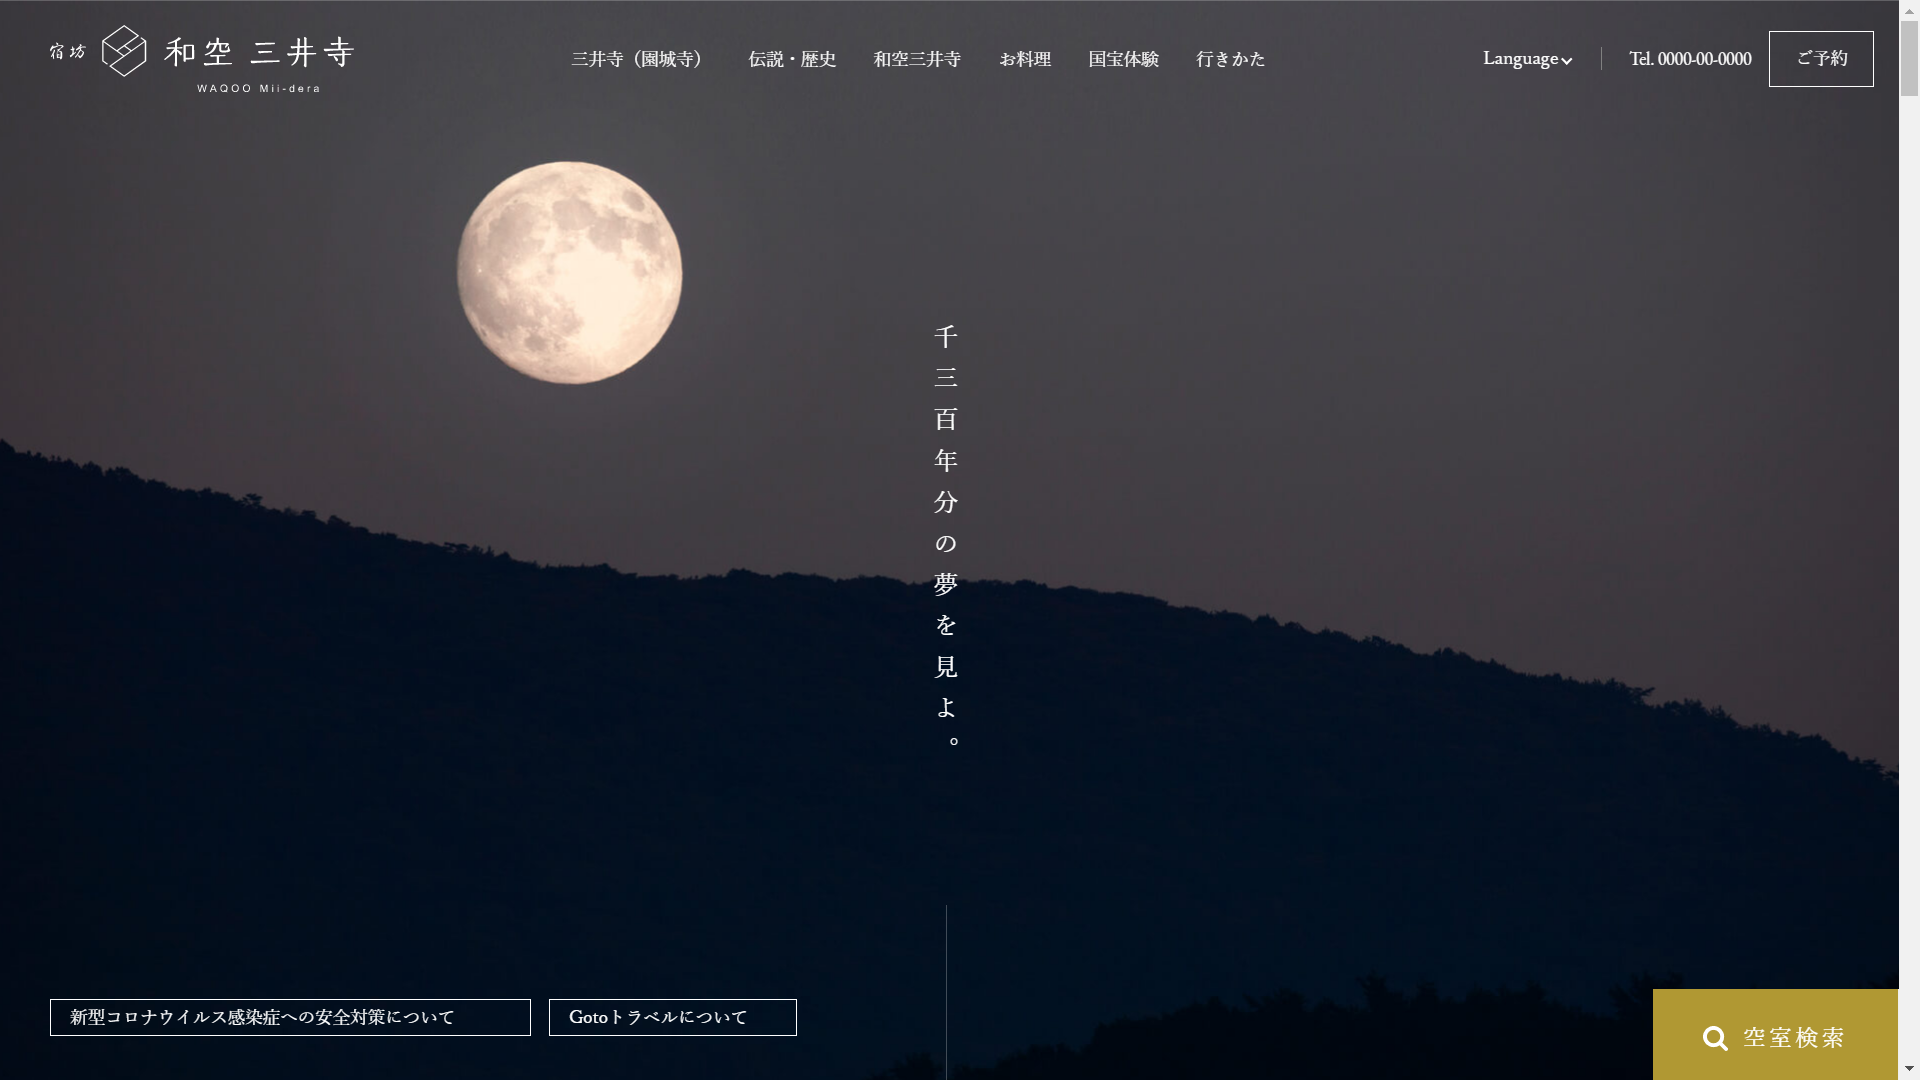 宿坊 和空 三井寺
WAQOO Mii-dera
三井寺（園城寺） 伝説・歴史 和空三井寺 お料理 国宝体験 行きかた
Language Tel. 0000-00-0000 ご予約
千三百年分の夢を見よ。
新型コロナウイルス感染症への安全対策について
Gotoトラベルについて
空室検索